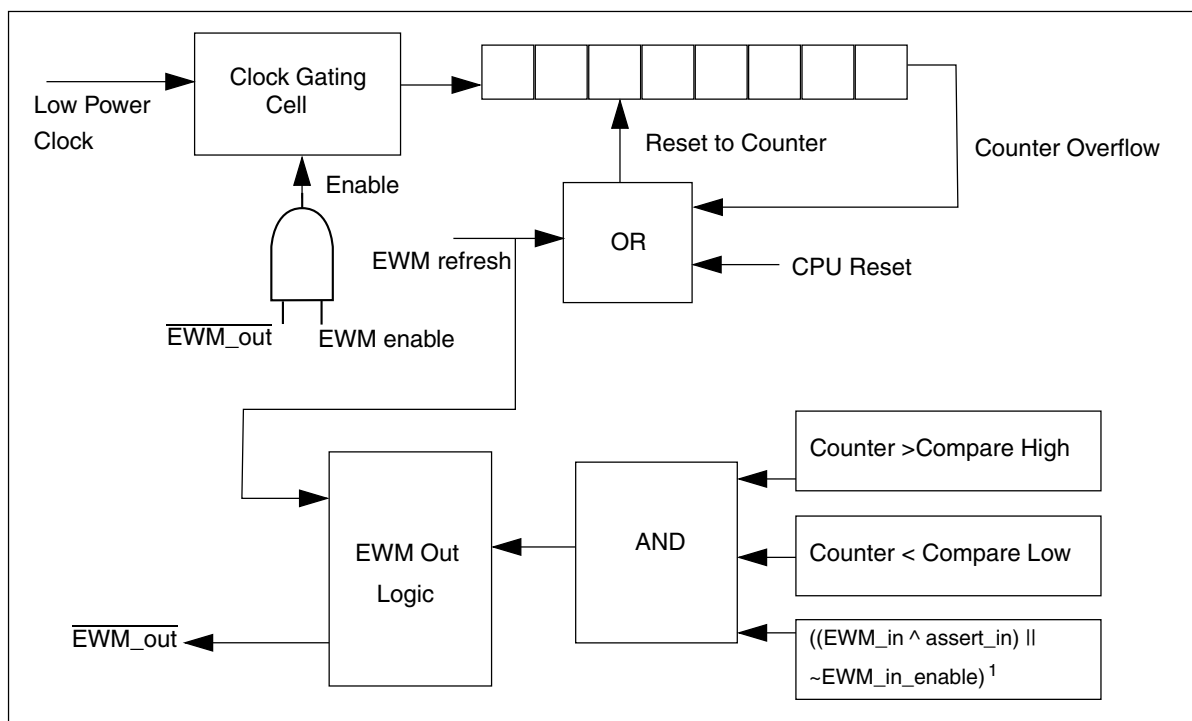 Clock Gating
Cell
Low Power
Clock
Reset to Counter
Counter Overflow
Enable
OR
EWM refresh
CPU Reset
EWM_out
EWM enable
Counter >Compare High
AND
EWM Out
Logic
Counter < Compare Low
EWM_out
((EWM_in ^ assert_in) ||
~EWM_in_enable) 1